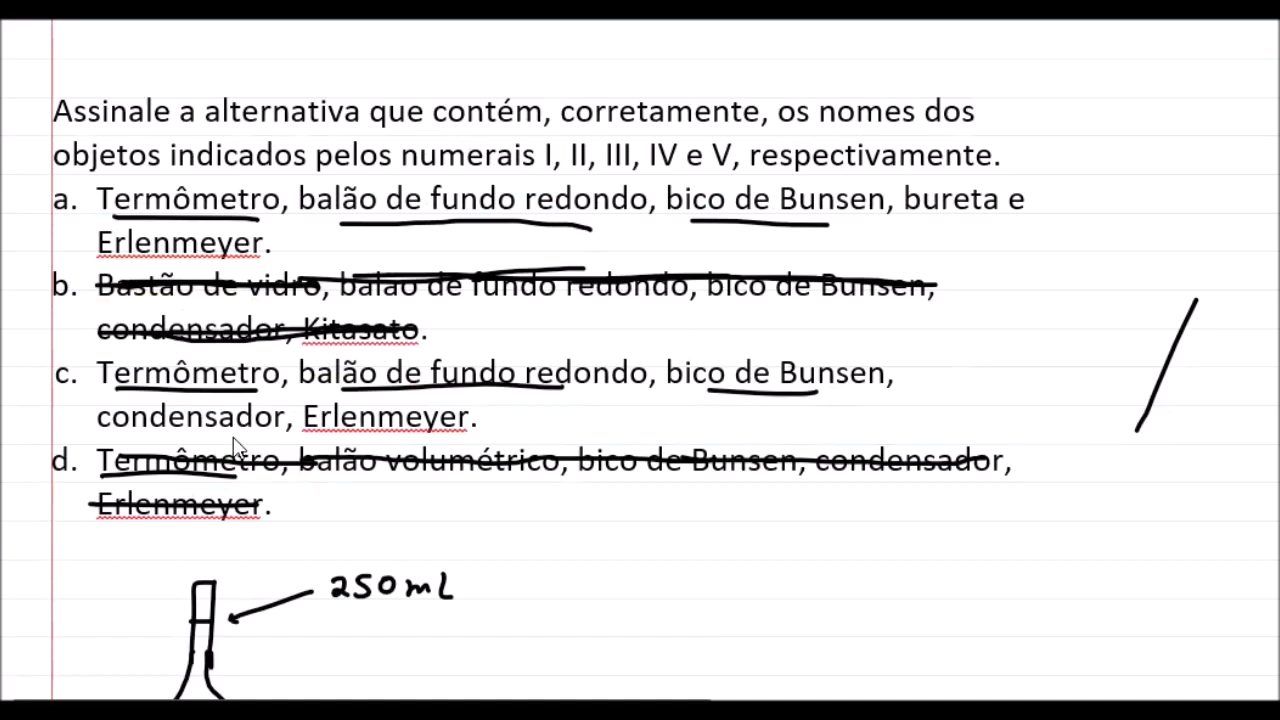 Assinale a alternativa que contém, corretamente, os nomes dos
objetos indicados pelos numerais I, II, III, IV e V, respectivamente.
a. Termômetro, balão de fundo redondo, bico de Bunsen, bureta e
Erlenmeyer.
b. Bastão de vidro, balão de fundo redondo, bico de Bunsen,
condensador, Kitasato.
c. Termômetro, balão de fundo redondo, bico de Bunsen,
condensador, Erlenmeyer.
d. Termômetro, balão volumétrico, bico de Bunsen, condensador,
Erlenmeyer.
250 mL